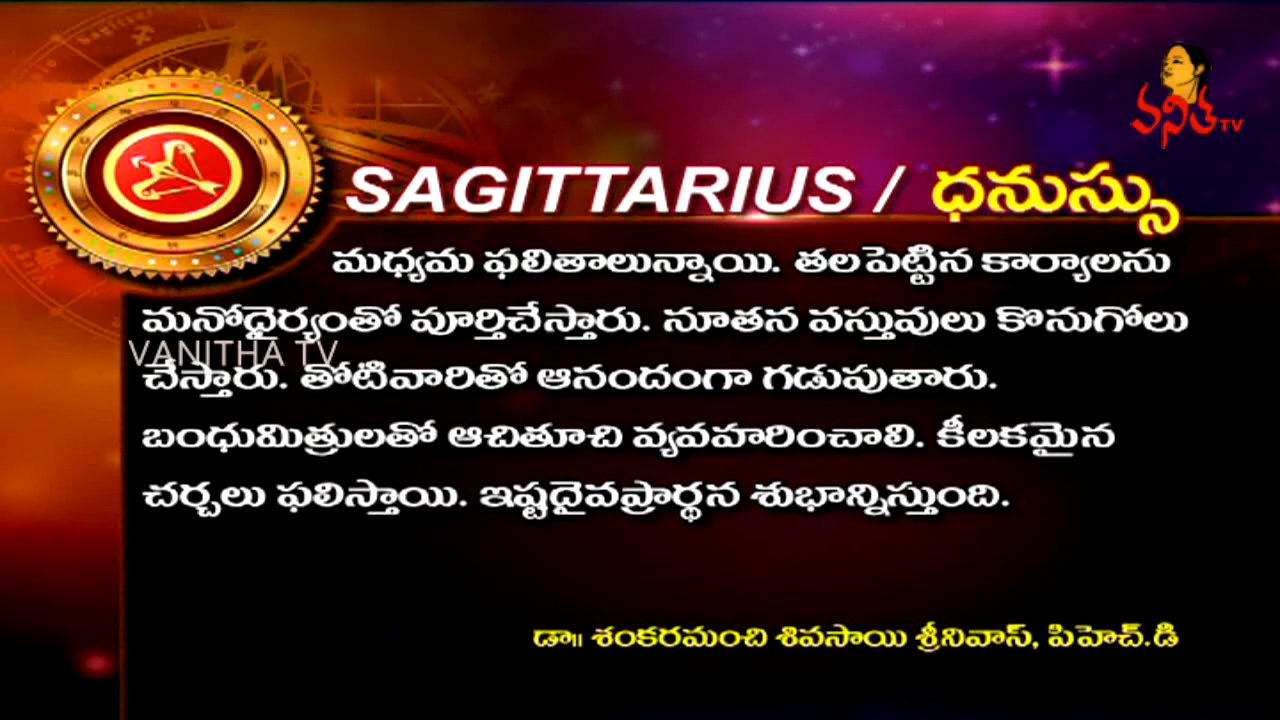 వనిత TV
SAGITTARIUS / ధనుస్సు
మధ్యమ ఫలితాలున్నాయి. తలపెట్టిన కార్యాలను
మనోధైర్యంతో పూర్తిచేస్తారు. నూతన వస్తువులు కొనుగోలు
VANITHA TV
చేస్తారు. తోటివారితో ఆనందంగా గడుపుతారు.
బంధుమిత్రులతో ఆచితూచి వ్యవహరించాలి. కీలకమైన
చర్చలు ఫలిస్తాయి. ఇష్టదైవప్రార్థన శుభాన్నిస్తుంది.
డా॥ శంకరమంచి శివసాయి శ్రీనివాస్, పిహెచ్.డి